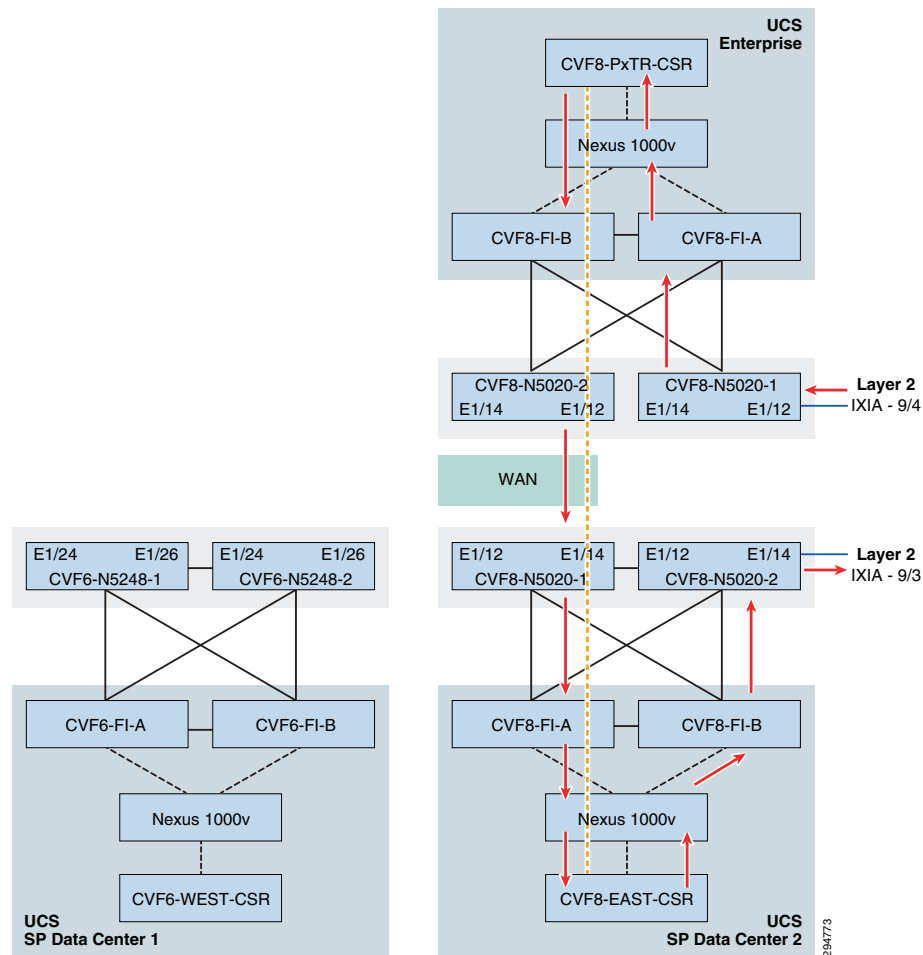 UCS
Enterprise
CVF8-PxTR-CSR
Nexus 1000v
CVF8-FI-B
CVF8-FI-A
CVF8-N5020-2
E1/14 E1/12
CVF8-N5020-1
E1/14 E1/12
Layer 2
IXIA - 9/4
WAN
E1/24 E1/26
CVF6-N5248-1
E1/24 E1/26
CVF6-N5248-2
E1/12 E1/14
CVF8-N5020-1
E1/12 E1/14
CVF8-N5020-2
Layer 2
IXIA - 9/3
CVF6-FI-A
CVF6-FI-B
CVF8-FI-A
CVF8-FI-B
Nexus 1000v
Nexus 1000v
CVF6-WEST-CSR
CVF8-EAST-CSR
UCS
SP Data Center 1
UCS
SP Data Center 2
294773